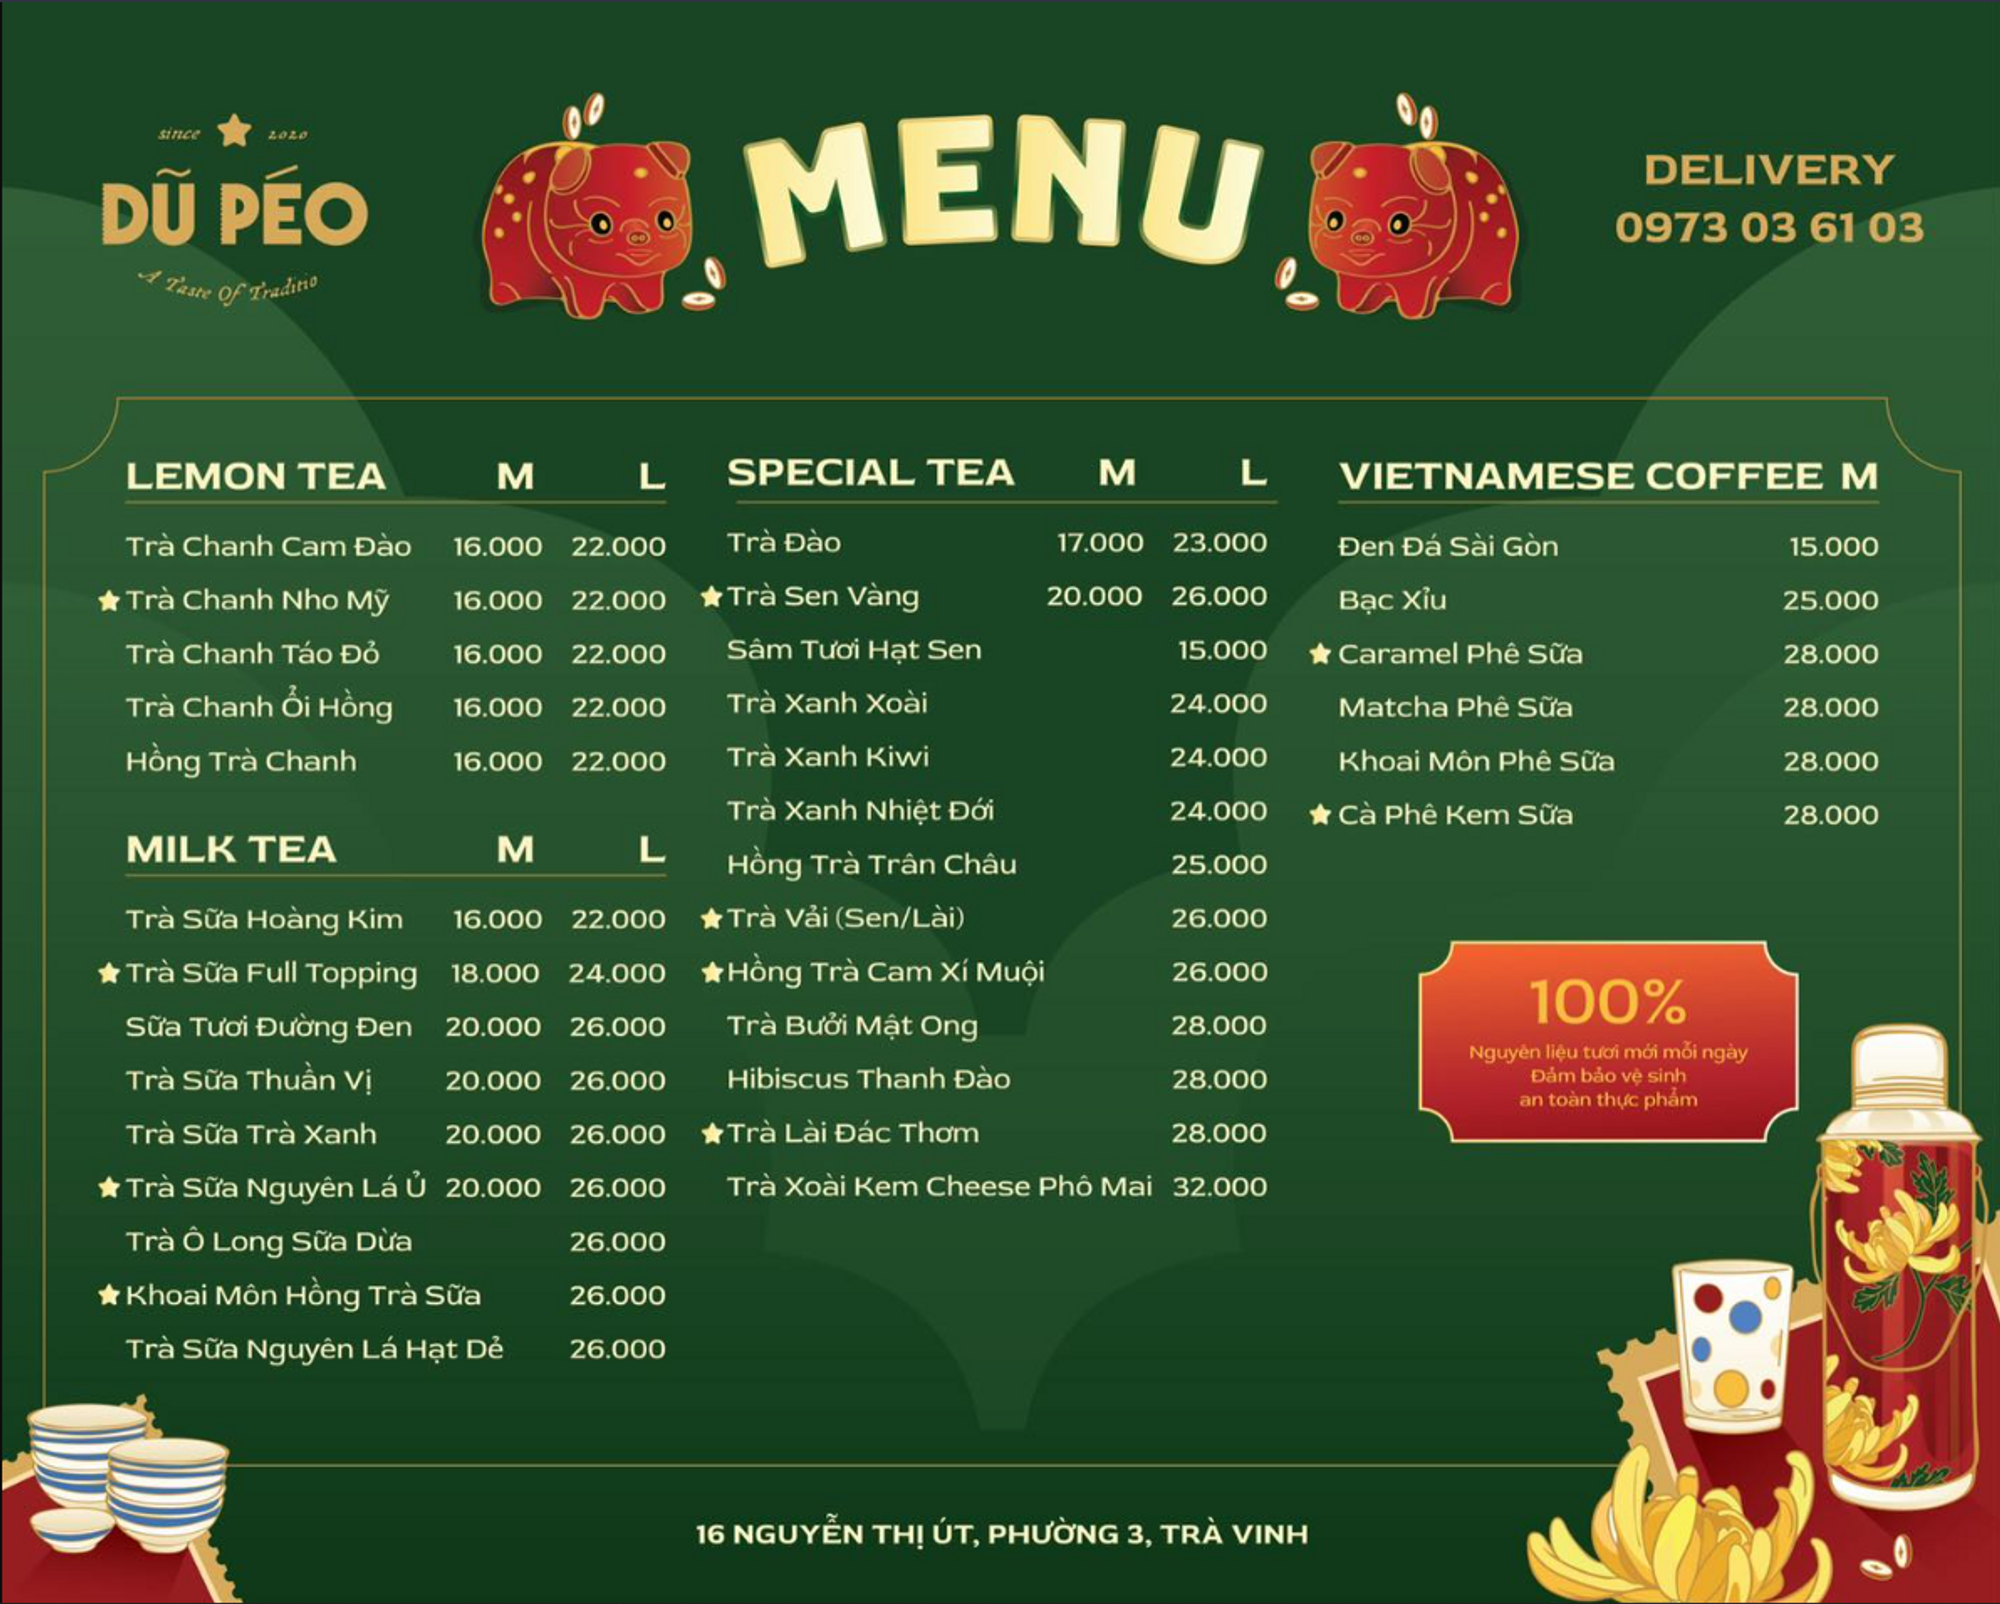 since 2020
DŨ PÉO
A Taste Of Traditio
MENU
DELIVERY
0973 03 61 03
LEMON TEA M L
Trà Chanh Cam Đào 16.000 22.000
Trà Chanh Nho Mỹ 16.000 22.000
Trà Chanh Táo Đỏ 16.000 22.000
Trà Chanh Ổi Hồng 16.000 22.000
Hồng Trà Chanh 16.000 22.000
MILK TEA M L
Trà Sữa Hoàng Kim 16.000 22.000
Trà Sữa Full Topping 18.000 24.000
Sữa Tươi Đường Đen 20.000 26.000
Trà Sữa Thuần Vị 20.000 26.000
Trà Sữa Trà Xanh 20.000 26.000
Trà Sữa Nguyên Lá Ủ 20.000 26.000
Trà Ô Long Sữa Dừa 26.000
Khoai Môn Hồng Trà Sữa 26.000
Trà Sữa Nguyên Lá Hạt Dẻ 26.000
SPECIAL TEA M L
Trà Đào 17.000 23.000
Trà Sen Vàng 20.000 26.000
Sâm Tươi Hạt Sen 15.000
Trà Xanh Xoài 24.000
Trà Xanh Kiwi 24.000
Trà Xanh Nhiệt Đới 24.000
Hồng Trà Trân Châu 25.000
Trà Vải (Sen/Lài) 26.000
Hồng Trà Cam Xí Muội 26.000
Trà Bưởi Mật Ong 28.000
Hibiscus Thanh Đào 28.000
Trà Lài Đác Thơm 28.000
Trà Xoài Kem Cheese Phô Mai 32.000
VIETNAMESE COFFEE M
Đen Đá Sài Gòn 15.000
Bạc Xỉu 25.000
Caramel Phê Sữa 28.000
Matcha Phê Sữa 28.000
Khoai Môn Phê Sữa 28.000
Cà Phê Kem Sữa 28.000
100%
Nguyên liệu tươi mới mỗi ngày
Đảm bảo vệ sinh
an toàn thực phẩm
16 NGUYỄN THỊ ÚT, PHƯỜNG 3, TRÀ VINH